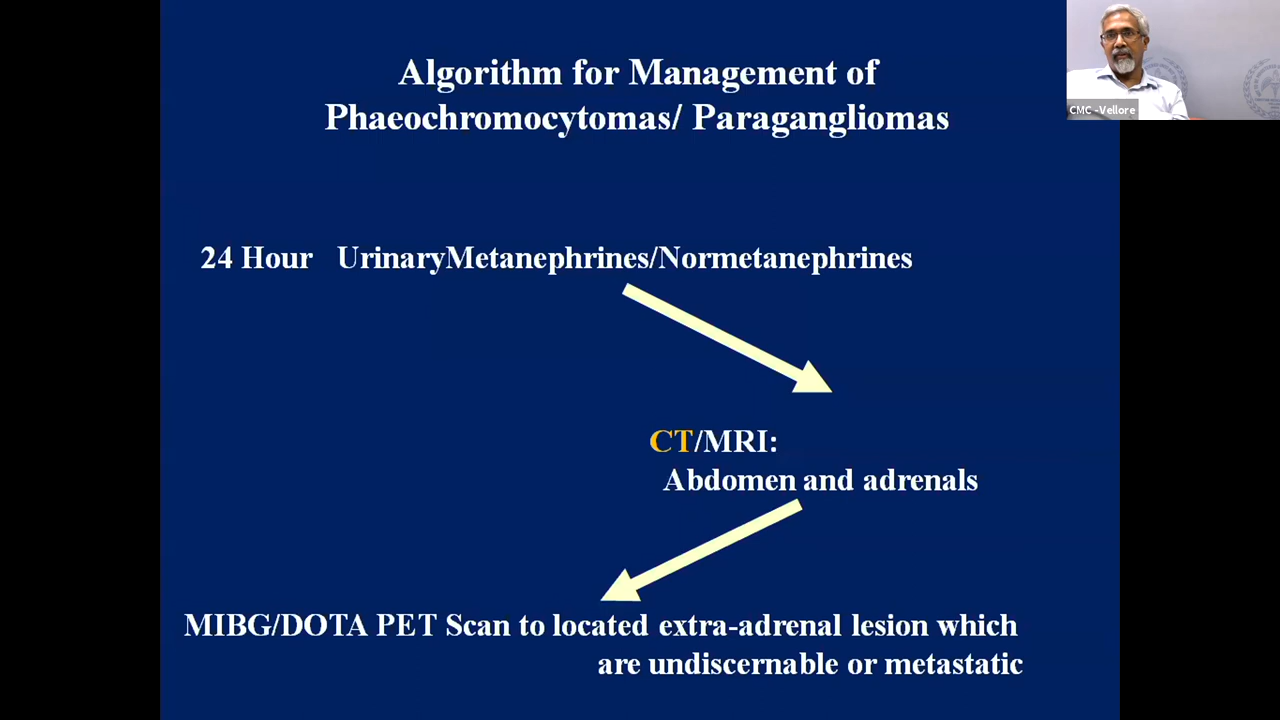 Algorithm for Management of
Phaeochromocytomas/ Paragangliomas
CMC -Vellore
24 Hour UrinaryMetanephrines/Normetanephrines
CT/MRI:
Abdomen and adrenals
MIBG/DOTA PET Scan to located extra-adrenal lesion which
are undiscernable or metastatic